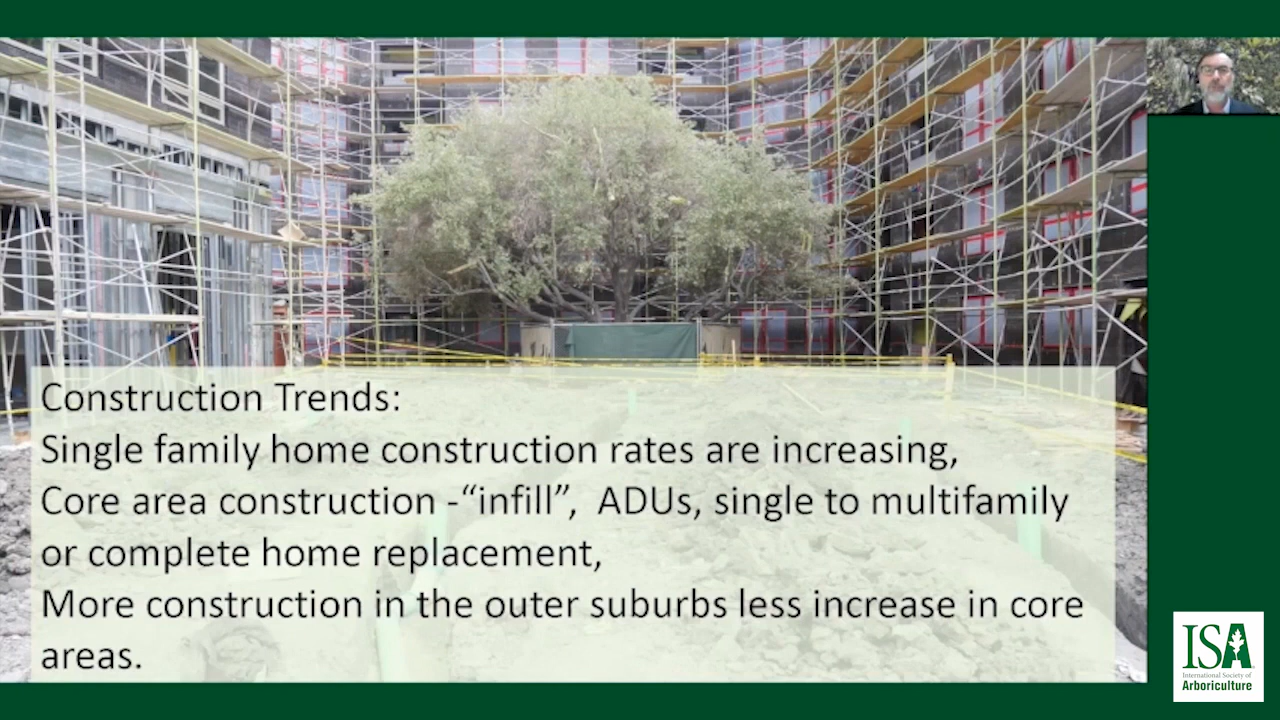 Construction Trends:
Single family home construction rates are increasing,
Core area construction -“infill”,  ADUs, single to multifamily
or complete home replacement,
More construction in the outer suburbs less increase in core
areas.
ISA
International Society of
Arboriculture